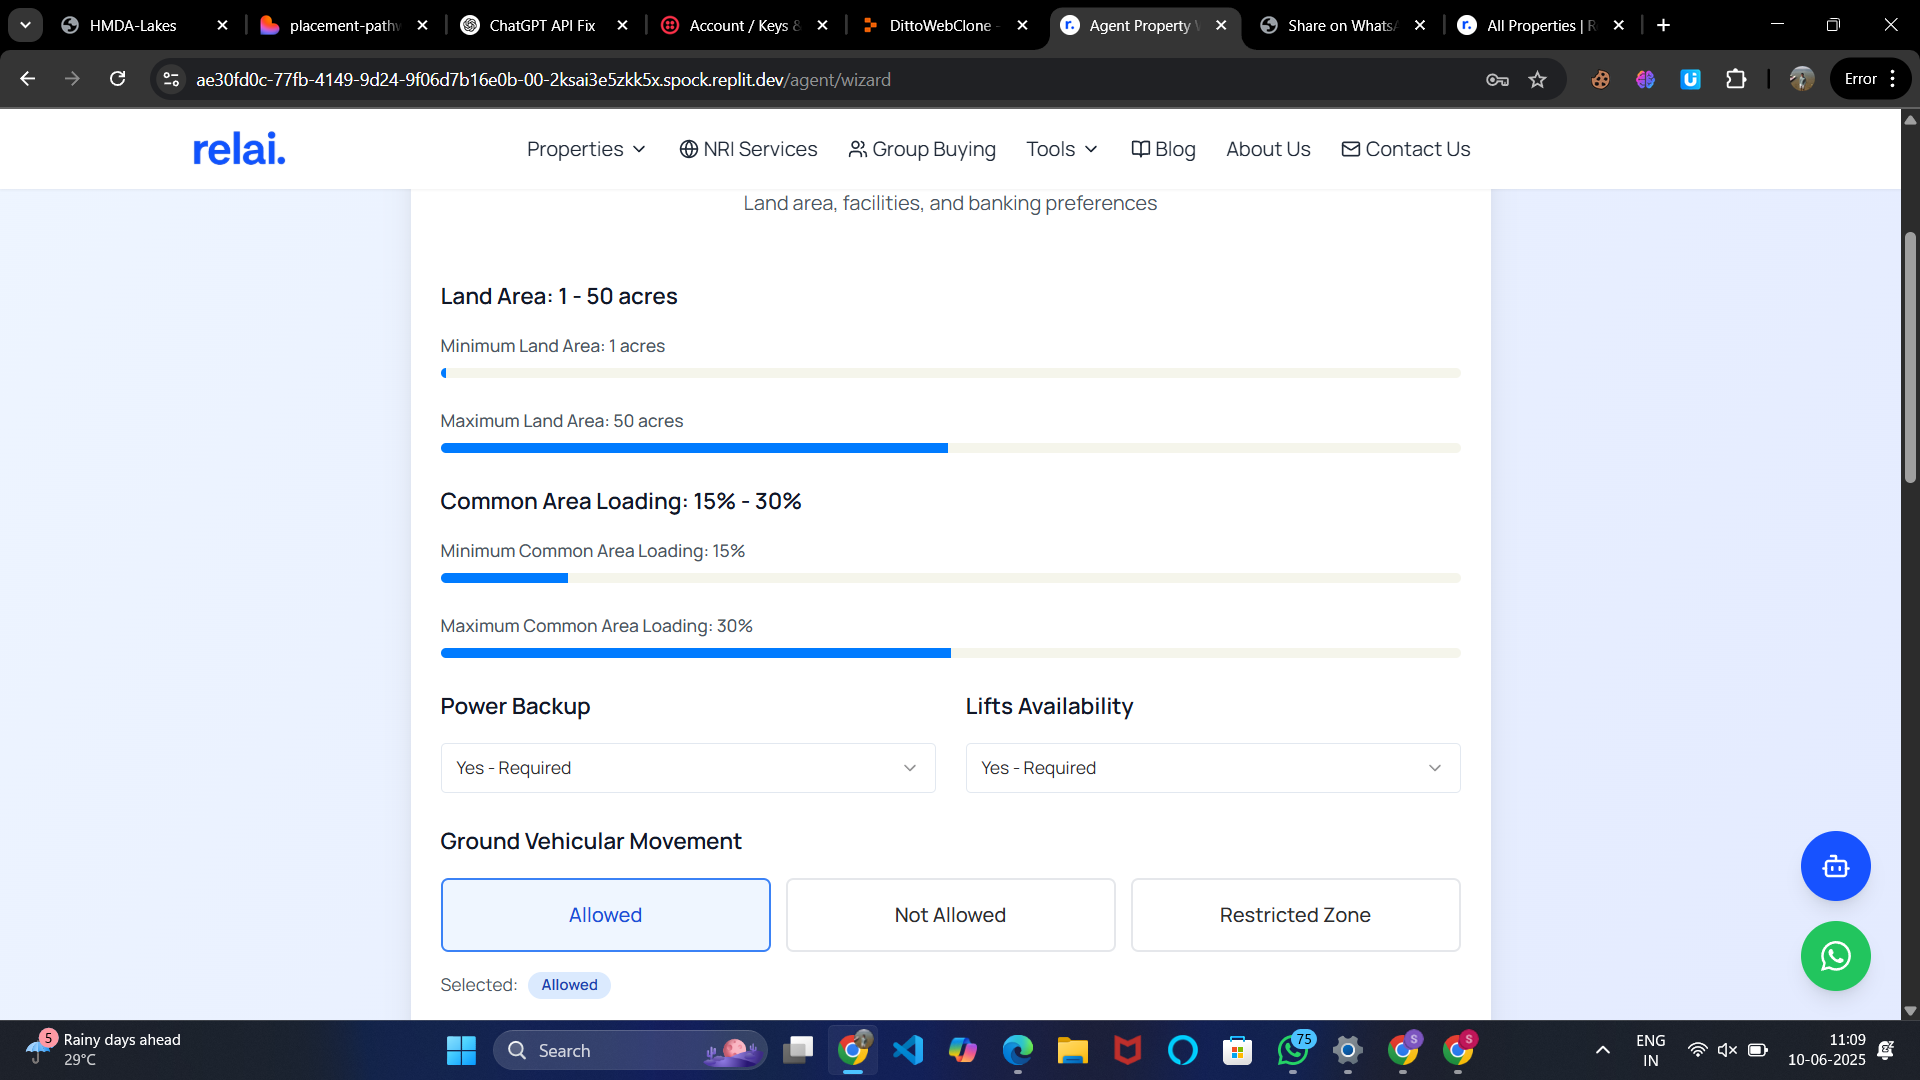 HMDA-Lakes
placement-pathw
ChatGPT API Fix
Account / Keys &
DittoWebClone -
Agent Property W
Share on WhatsA
All Properties | R
ae30fd0c-77fb-4149-9d24-9f06d7b16e0b-00-2ksai3e5zkk5x.spock.replit.dev/agent/wizard
Error
relai.
Properties
NRI Services
Group Buying
Tools
Blog
About Us
Contact Us
Land area, facilities, and banking preferences
Land Area: 1 - 50 acres
Minimum Land Area: 1 acres
Maximum Land Area: 50 acres
Common Area Loading: 15% - 30%
Minimum Common Area Loading: 15%
Maximum Common Area Loading: 30%
Power Backup
Lifts Availability
Yes - Required
Yes - Required
Ground Vehicular Movement
Allowed
Not Allowed
Restricted Zone
Selected: Allowed
5
Rainy days ahead
29°C
Search
75
S
S
ENG
IN
11:09
10-06-2025